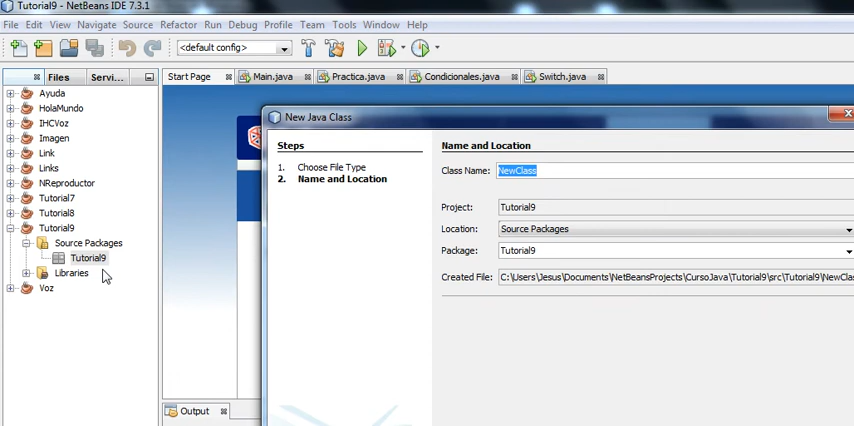 Tutorial9 - NetBeans IDE 7.3.1
File Edit View Navigate Source Refactor Run Debug Profile Team Tools Window Help
<default config>
Files Servi...
Start Page Main.java Practica.java Condicionales.java Switch.java
Ayuda
HolaMundo
IHCVoz
Imagen
Link
Links
NReproductor
Tutorial7
Tutorial8
Tutorial9
Source Packages
Tutorial9
Libraries
Voz
New Java Class
Steps
1. Choose File Type
2. Name and Location
Name and Location
Class Name: NewClass
Project: Tutorial9
Location: Source Packages
Package: Tutorial9
Created File: C:\Users\Jesus\Documents\NetBeansProjects\CursoJava\Tutorial9\src\Tutorial9\NewClas
Output